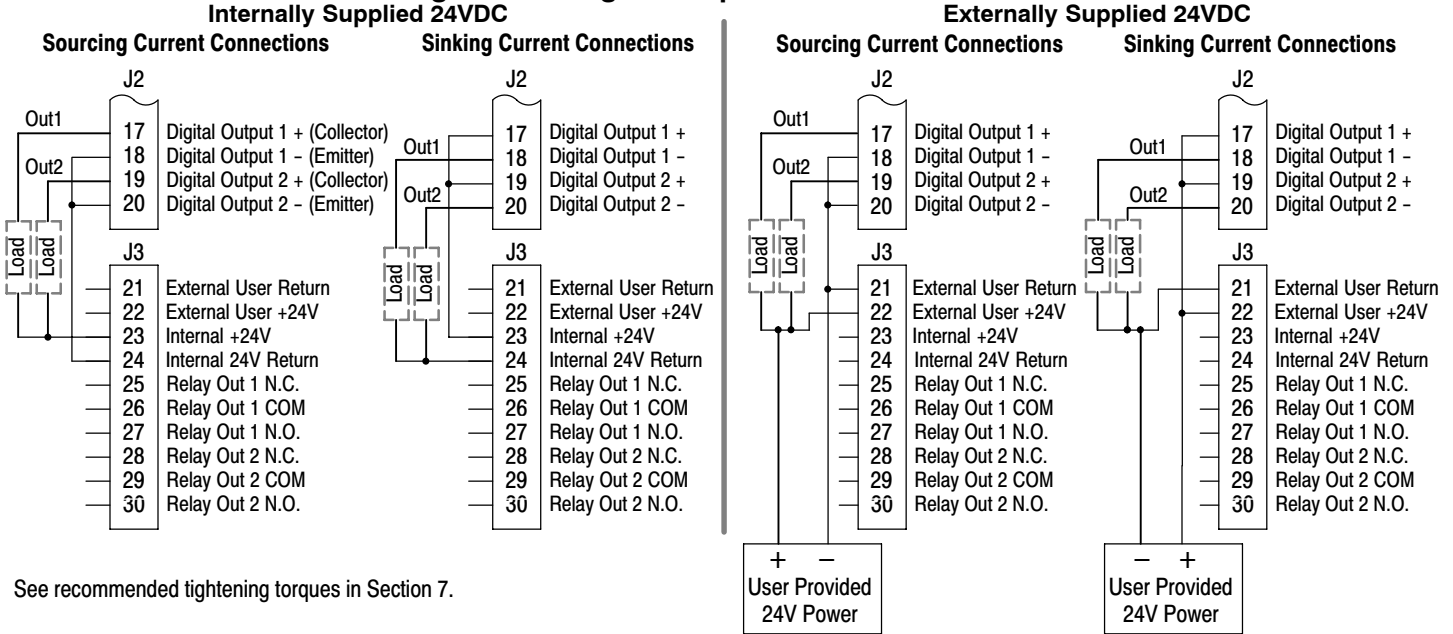 Internally Supplied 24VDC
Externally Supplied 24VDC
Sourcing Current Connections
Sinking Current Connections
Sourcing Current Connections
Sinking Current Connections
J2
Out1
Out2
17 Digital Output 1 + (Collector)
18 Digital Output 1 – (Emitter)
19 Digital Output 2 + (Collector)
20 Digital Output 2 – (Emitter)
Load
Load
J3
21 External User Return
22 External User +24V
23 Internal +24V
24 Internal 24V Return
25 Relay Out 1 N.C.
26 Relay Out 1 COM
27 Relay Out 1 N.O.
28 Relay Out 2 N.C.
29 Relay Out 2 COM
30 Relay Out 2 N.O.
J2
Out1
Out2
17 Digital Output 1 +
18 Digital Output 1 –
19 Digital Output 2 +
20 Digital Output 2 –
Load
Load
J3
21 External User Return
22 External User +24V
23 Internal +24V
24 Internal 24V Return
25 Relay Out 1 N.C.
26 Relay Out 1 COM
27 Relay Out 1 N.O.
28 Relay Out 2 N.C.
29 Relay Out 2 COM
30 Relay Out 2 N.O.
J2
Out1
Out2
17 Digital Output 1 +
18 Digital Output 1 –
19 Digital Output 2 +
20 Digital Output 2 –
Load
Load
J3
21 External User Return
22 External User +24V
23 Internal +24V
24 Internal 24V Return
25 Relay Out 1 N.C.
26 Relay Out 1 COM
27 Relay Out 1 N.O.
28 Relay Out 2 N.C.
29 Relay Out 2 COM
30 Relay Out 2 N.O.
+ –
User Provided
24V Power
J2
Out1
Out2
17 Digital Output 1 +
18 Digital Output 1 –
19 Digital Output 2 +
20 Digital Output 2 –
Load
Load
J3
21 External User Return
22 External User +24V
23 Internal +24V
24 Internal 24V Return
25 Relay Out 1 N.C.
26 Relay Out 1 COM
27 Relay Out 1 N.O.
28 Relay Out 2 N.C.
29 Relay Out 2 COM
30 Relay Out 2 N.O.
– +
User Provided
24V Power
See recommended tightening torques in Section 7.